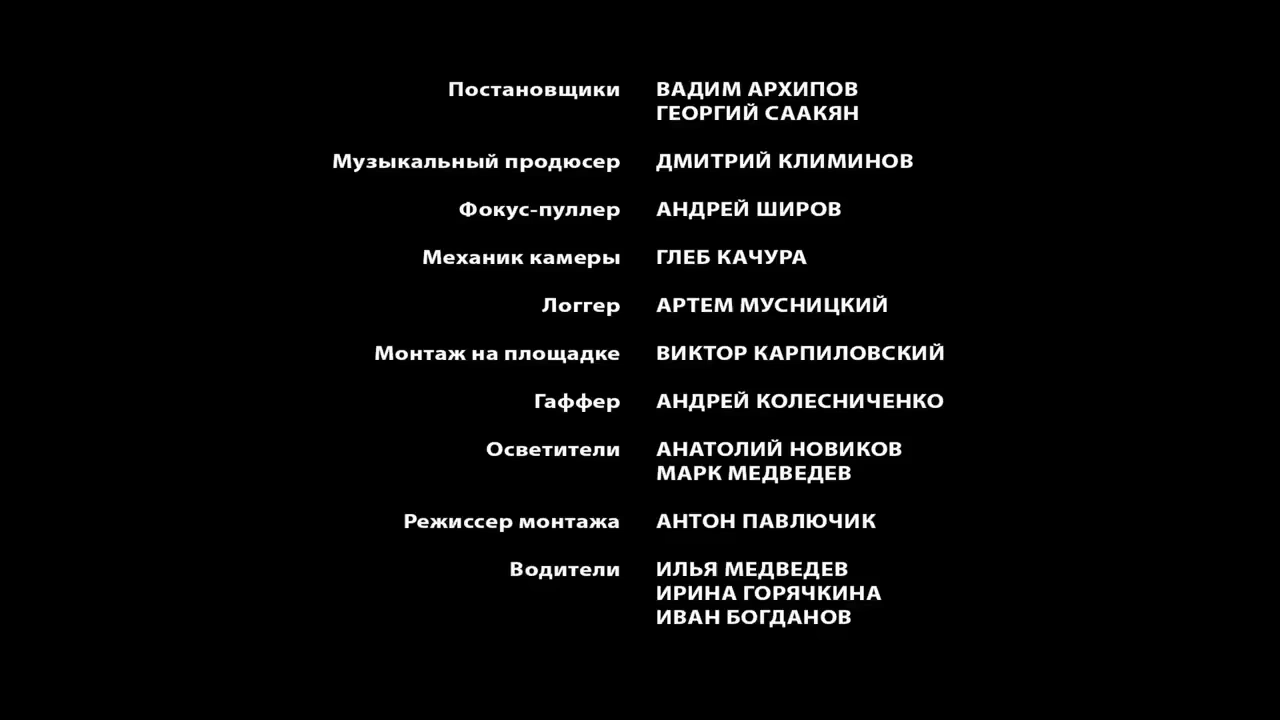 Постановщики ВАДИМ АРХИПОВ
ГЕОРГИЙ СААКЯН
Музыкальный продюсер ДМИТРИЙ КЛИМИНОВ
Фокус-пуллер АНДРЕЙ ШИРОВ
Механик камеры ГЛЕБ КАЧУРА
Логгер АРТЕМ МУСНИЦКИЙ
Монтаж на площадке ВИКТОР КАРПИЛОВСКИЙ
Гаффер АНДРЕЙ КОЛЕСНИЧЕНКО
Осветители АНАТОЛИЙ НОВИКОВ
МАРК МЕДВЕДЕВ
Режиссер монтажа АНТОН ПАВЛЮЧИК
Водители ИЛЬЯ МЕДВЕДЕВ
ИРИНА ГОРЯЧКИНА
ИВАН БОГДАНОВ